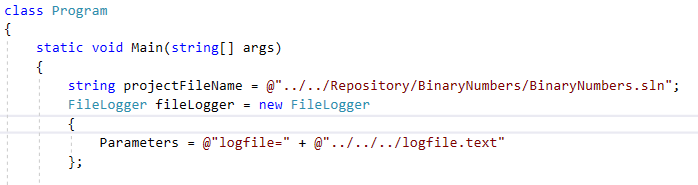 class Program
{
static void Main(string[] args)
{
string projectFileName = @"../../Repository/BinaryNumbers/BinaryNumbers.sln";
FileLogger fileLogger = new FileLogger
{
Parameters = @"logfile=" + @"../../../logfile.text"
};